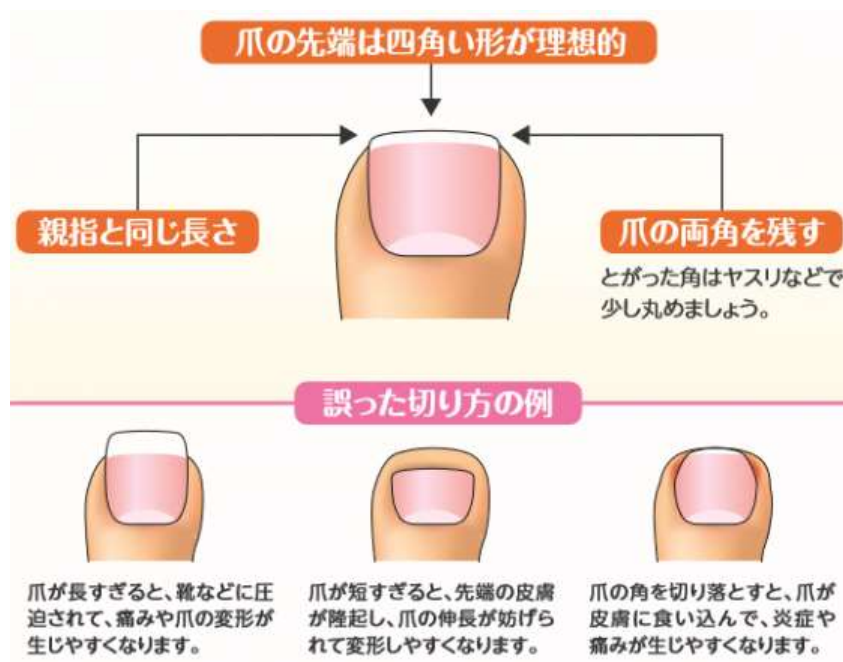 爪の先端は四角い形が理想的
親指と同じ長さ
爪の両角を残す
とがった角はヤスリなどで
少し丸めましょう。
誤った切り方の例
爪が長すぎると、靴などに圧
迫されて、痛みや爪の変形が
生じやすくなります。
爪が短すぎると、先端の皮膚
が隆起し、爪の伸長が妨げら
れて変形しやすくなります。
爪の角を切り落とすと、爪が
皮膚に食い込んで、炎症や
痛みが生じやすくなります。